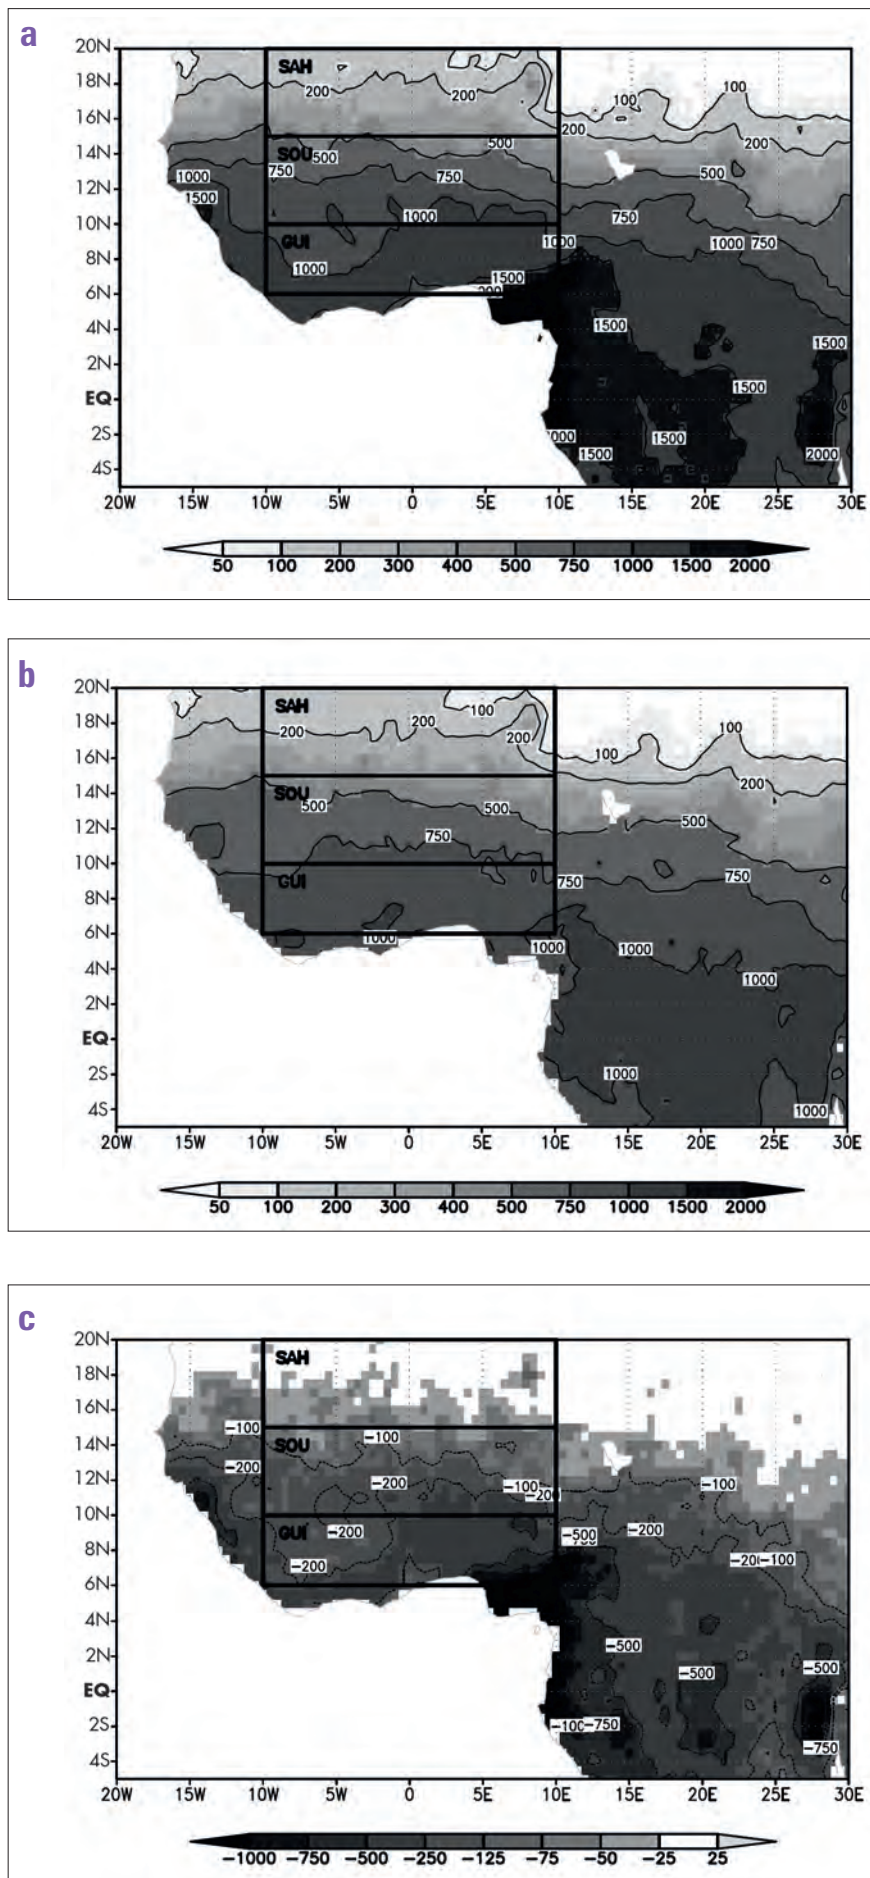 a
20N
18N
16N
14N
12N
10N
8N
6N
4N
2N
EQ
2S
4S
SAH
SOU
GUI
200
200
100
100
200
200
500
500
500
750
750
750
750
1000
1500
1000
1000
1000
1000
1500
1500
1500
1500
1500
1500
2000
20W 15W 10W 5W 0 5E 10E 15E 20E 25E 30E
50 100 200 300 400 500 750 1000 1500 2000
b
20N
18N
16N
14N
12N
10N
8N
6N
4N
2N
EQ
2S
4S
SAH
SOU
GUI
100
200
200
200
100
100
200
500
500
500
750
750
750
1000
1000
1000
1000
1000
1000
20W 15W 10W 5W 0 5E 10E 15E 20E 25E 30E
50 100 200 300 400 500 750 1000 1500 2000
c
20N
18N
16N
14N
12N
10N
8N
6N
4N
2N
EQ
2S
4S
SAH
SOU
GUI
−100
−100
−200
−200
−100
−100
−200
−200
−500
−200
−100
−200
−500
−500
−500
−750
−750
20W 15W 10W 5W 0 5E 10E 15E 20E 25E 30E
−1000 −750 −500 −250 −125 −75 −50 −25 25